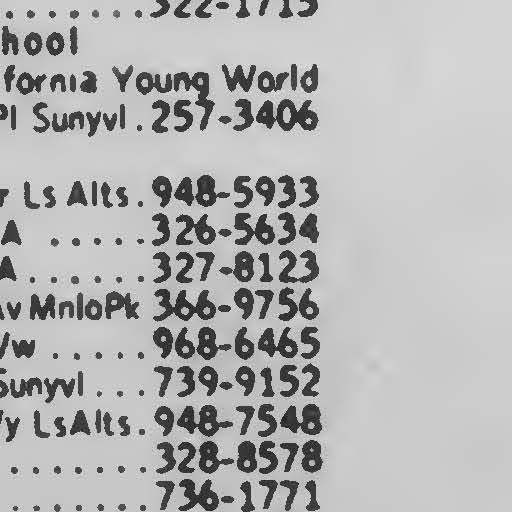 .......322-1715
hool
fornia Young World
Pl Sunyvl.257-3406
r Ls Alts.948-5933
A .....326-5634
A......327-8123
Av MnloPk 366-9756
/w .....968-6465
Sunyvl...739-9152
y LsAlts.948-7548
.......328-8578
.......736-1771